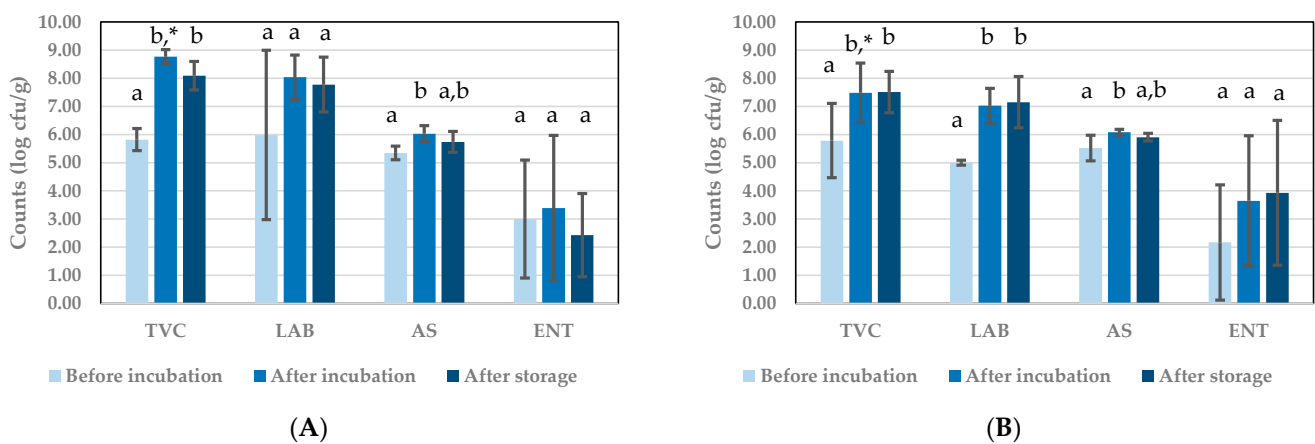 10.00
9.00
8.00
7.00
6.00
5.00
4.00
3.00
2.00
1.00
0.00
Counts (log cfu/g)
a b,* b a a a a b a,b a a a
TVC LAB AS ENT
Before incubation After incubation After storage
(A)
10.00
9.00
8.00
7.00
6.00
5.00
4.00
3.00
2.00
1.00
0.00
Counts (log cfu/g)
a b,* b a b b a b a,b a a a
TVC LAB AS ENT
Before incubation After incubation After storage
(B)